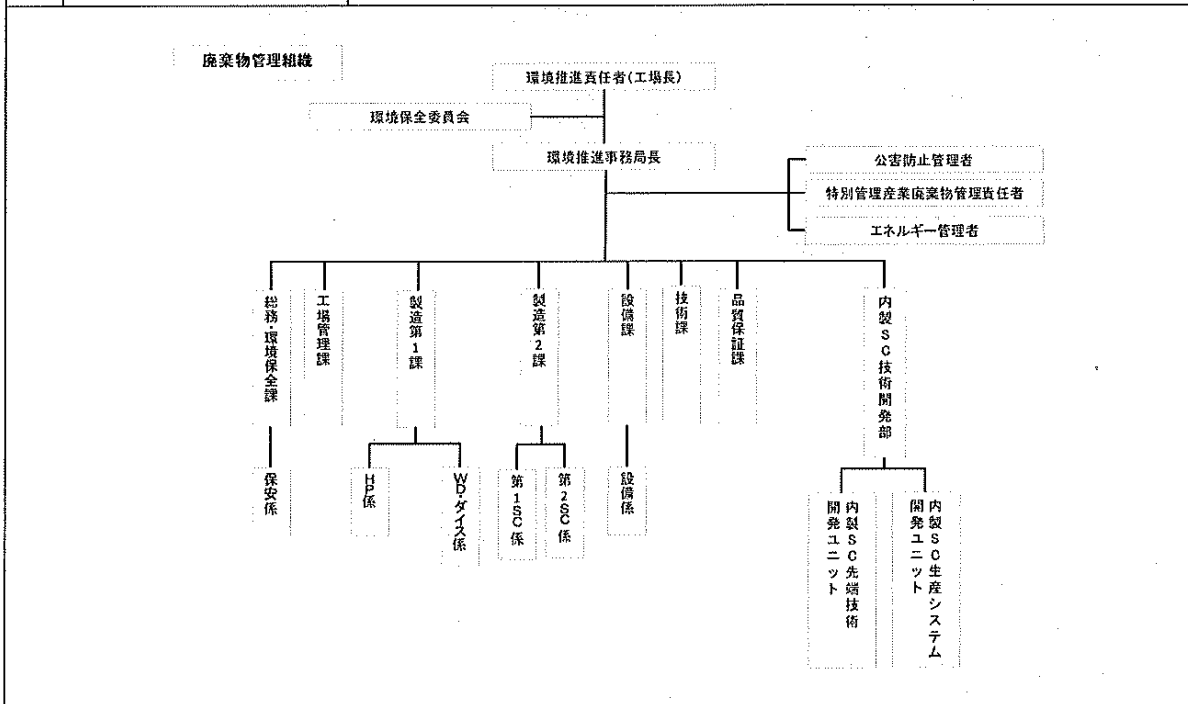 廃棄物管理組織
環境推進責任者(工場長)
環境保全委員会
環境推進事務局長
公害防止管理者
特別管理産業廃棄物管理責任者
エネルギー管理者
総務・環境保全課
工場管理課
製造第1課
製造第2課
設備課
技術課
品質保証課
内製SC技術開発部
保安係
HP係
WD・ダイス係
第1SC係
第2SC係
設備係
内製SC先端技術
開発ユニット
内製SC生産システム
開発ユニット